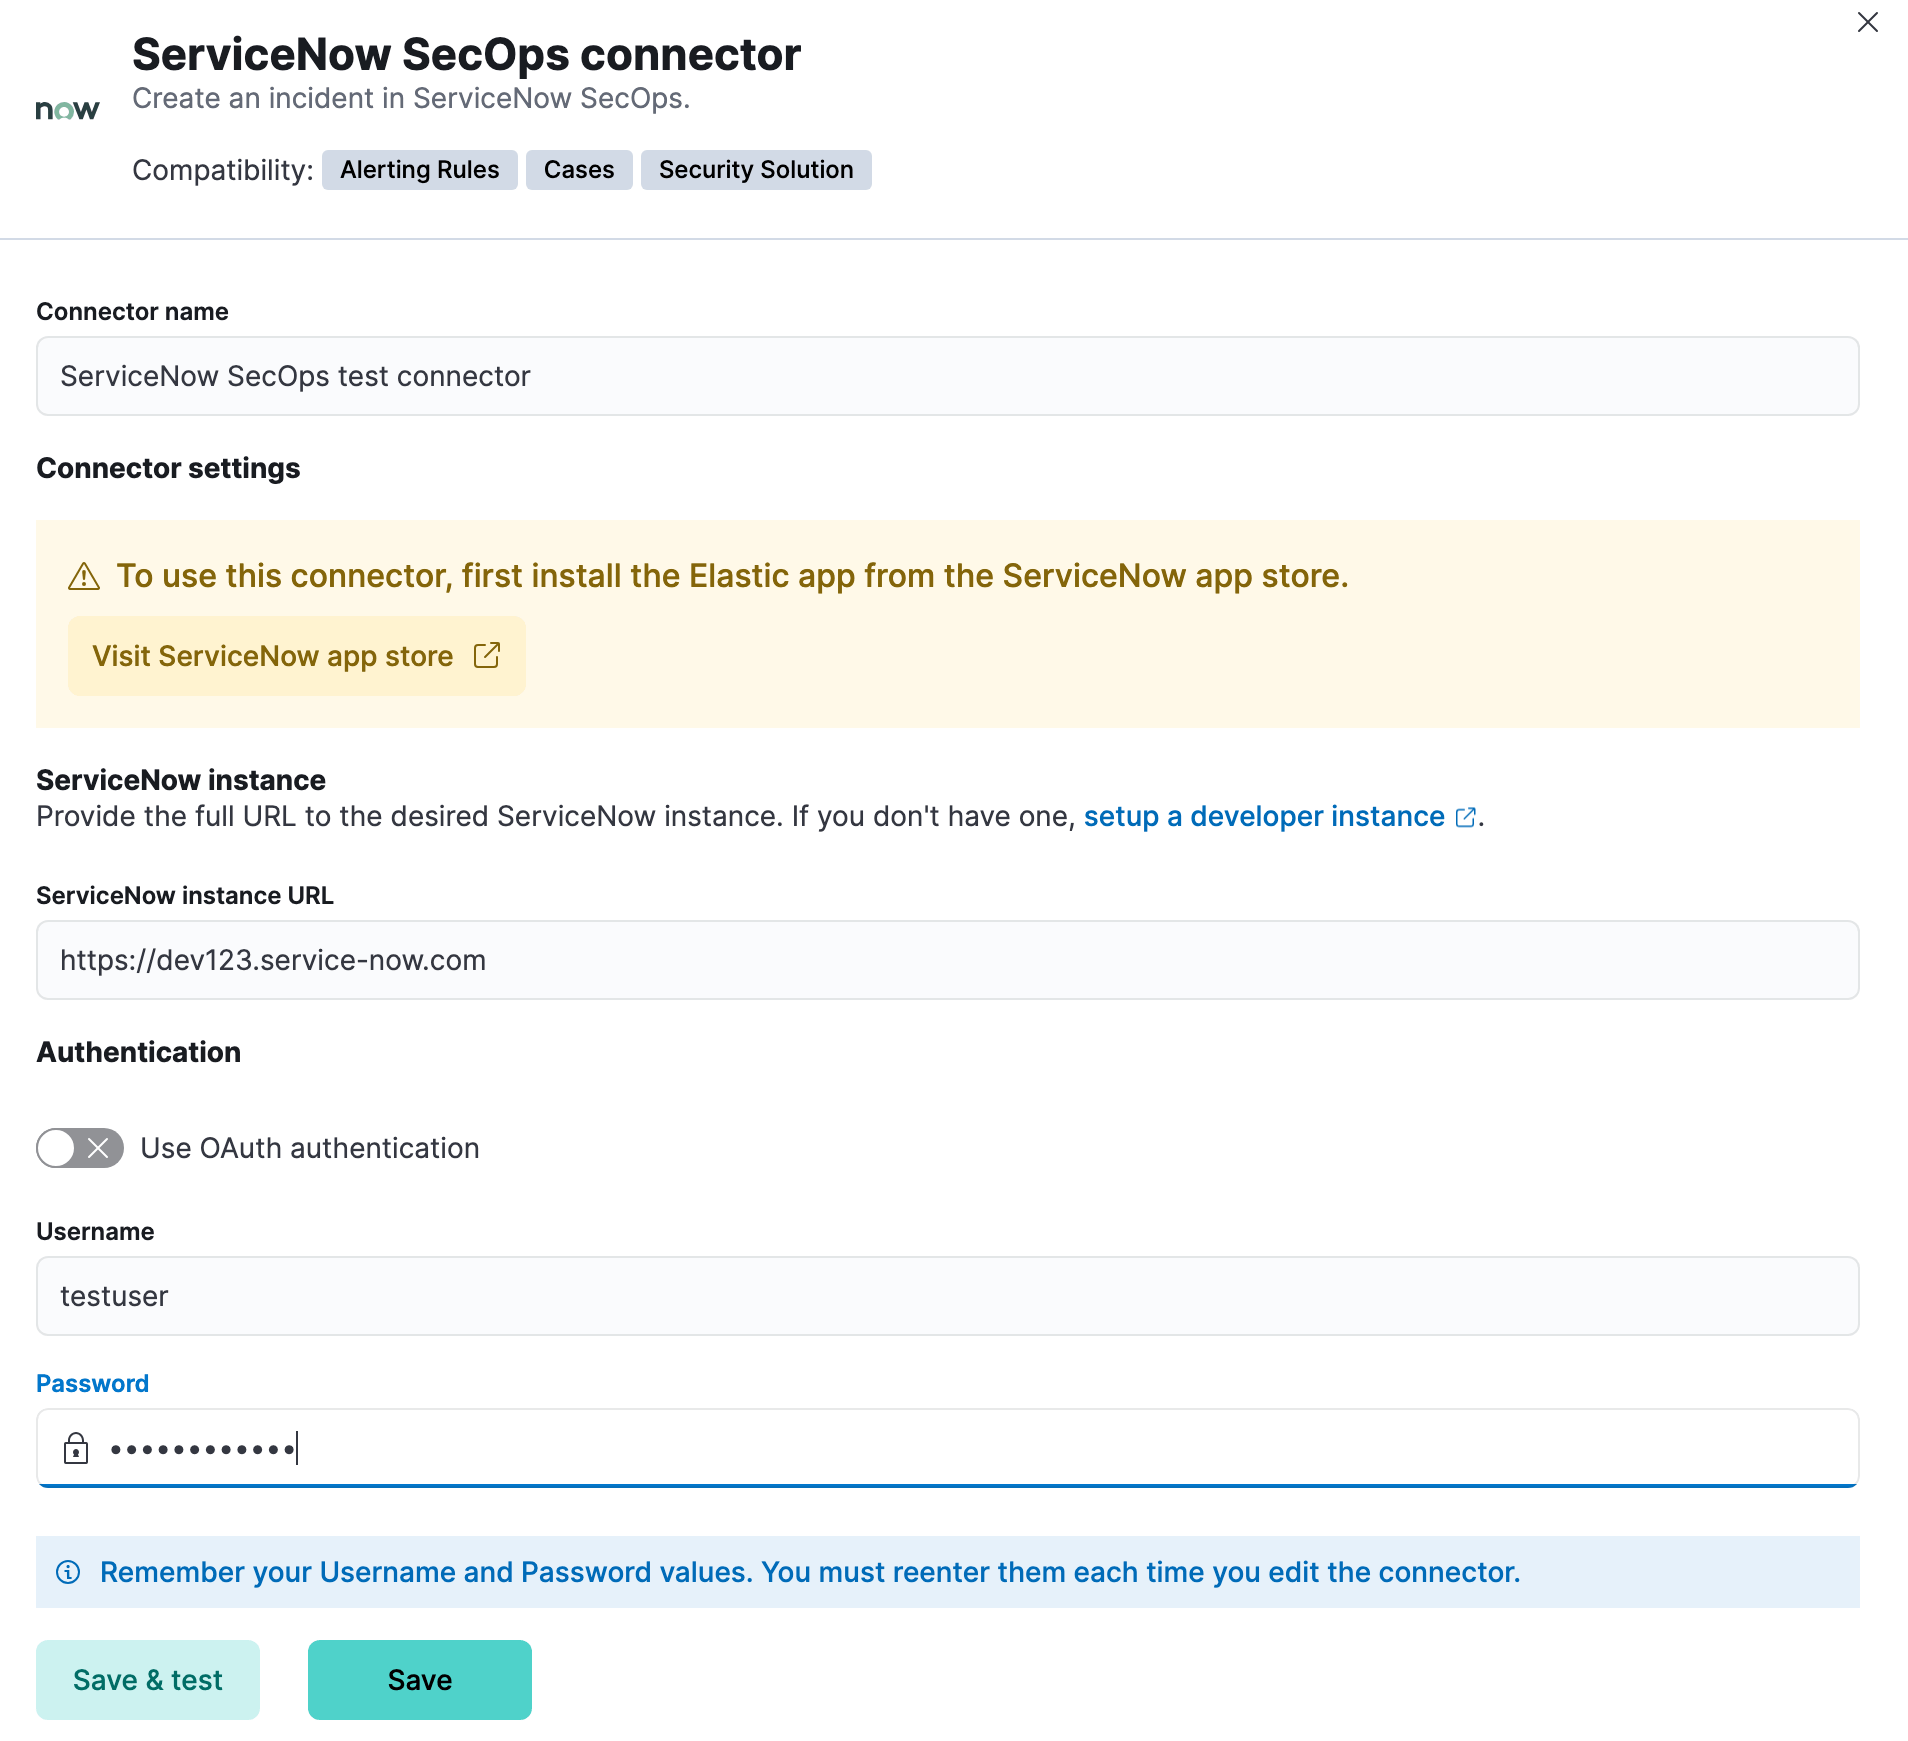 ServiceNow SecOps connector
now
Create an incident in ServiceNow SecOps.
Compatibility: Alerting Rules Cases Security Solution
Connector name
ServiceNow SecOps test connector
Connector settings
To use this connector, first install the Elastic app from the ServiceNow app store.
Visit ServiceNow app store
ServiceNow instance
Provide the full URL to the desired ServiceNow instance. If you don't have one, setup a developer instance.
ServiceNow instance URL
https://dev123.service-now.com
Authentication
Use OAuth authentication
Username
testuser
Password
••••••••••••
Remember your Username and Password values. You must reenter them each time you edit the connector.
Save & test Save